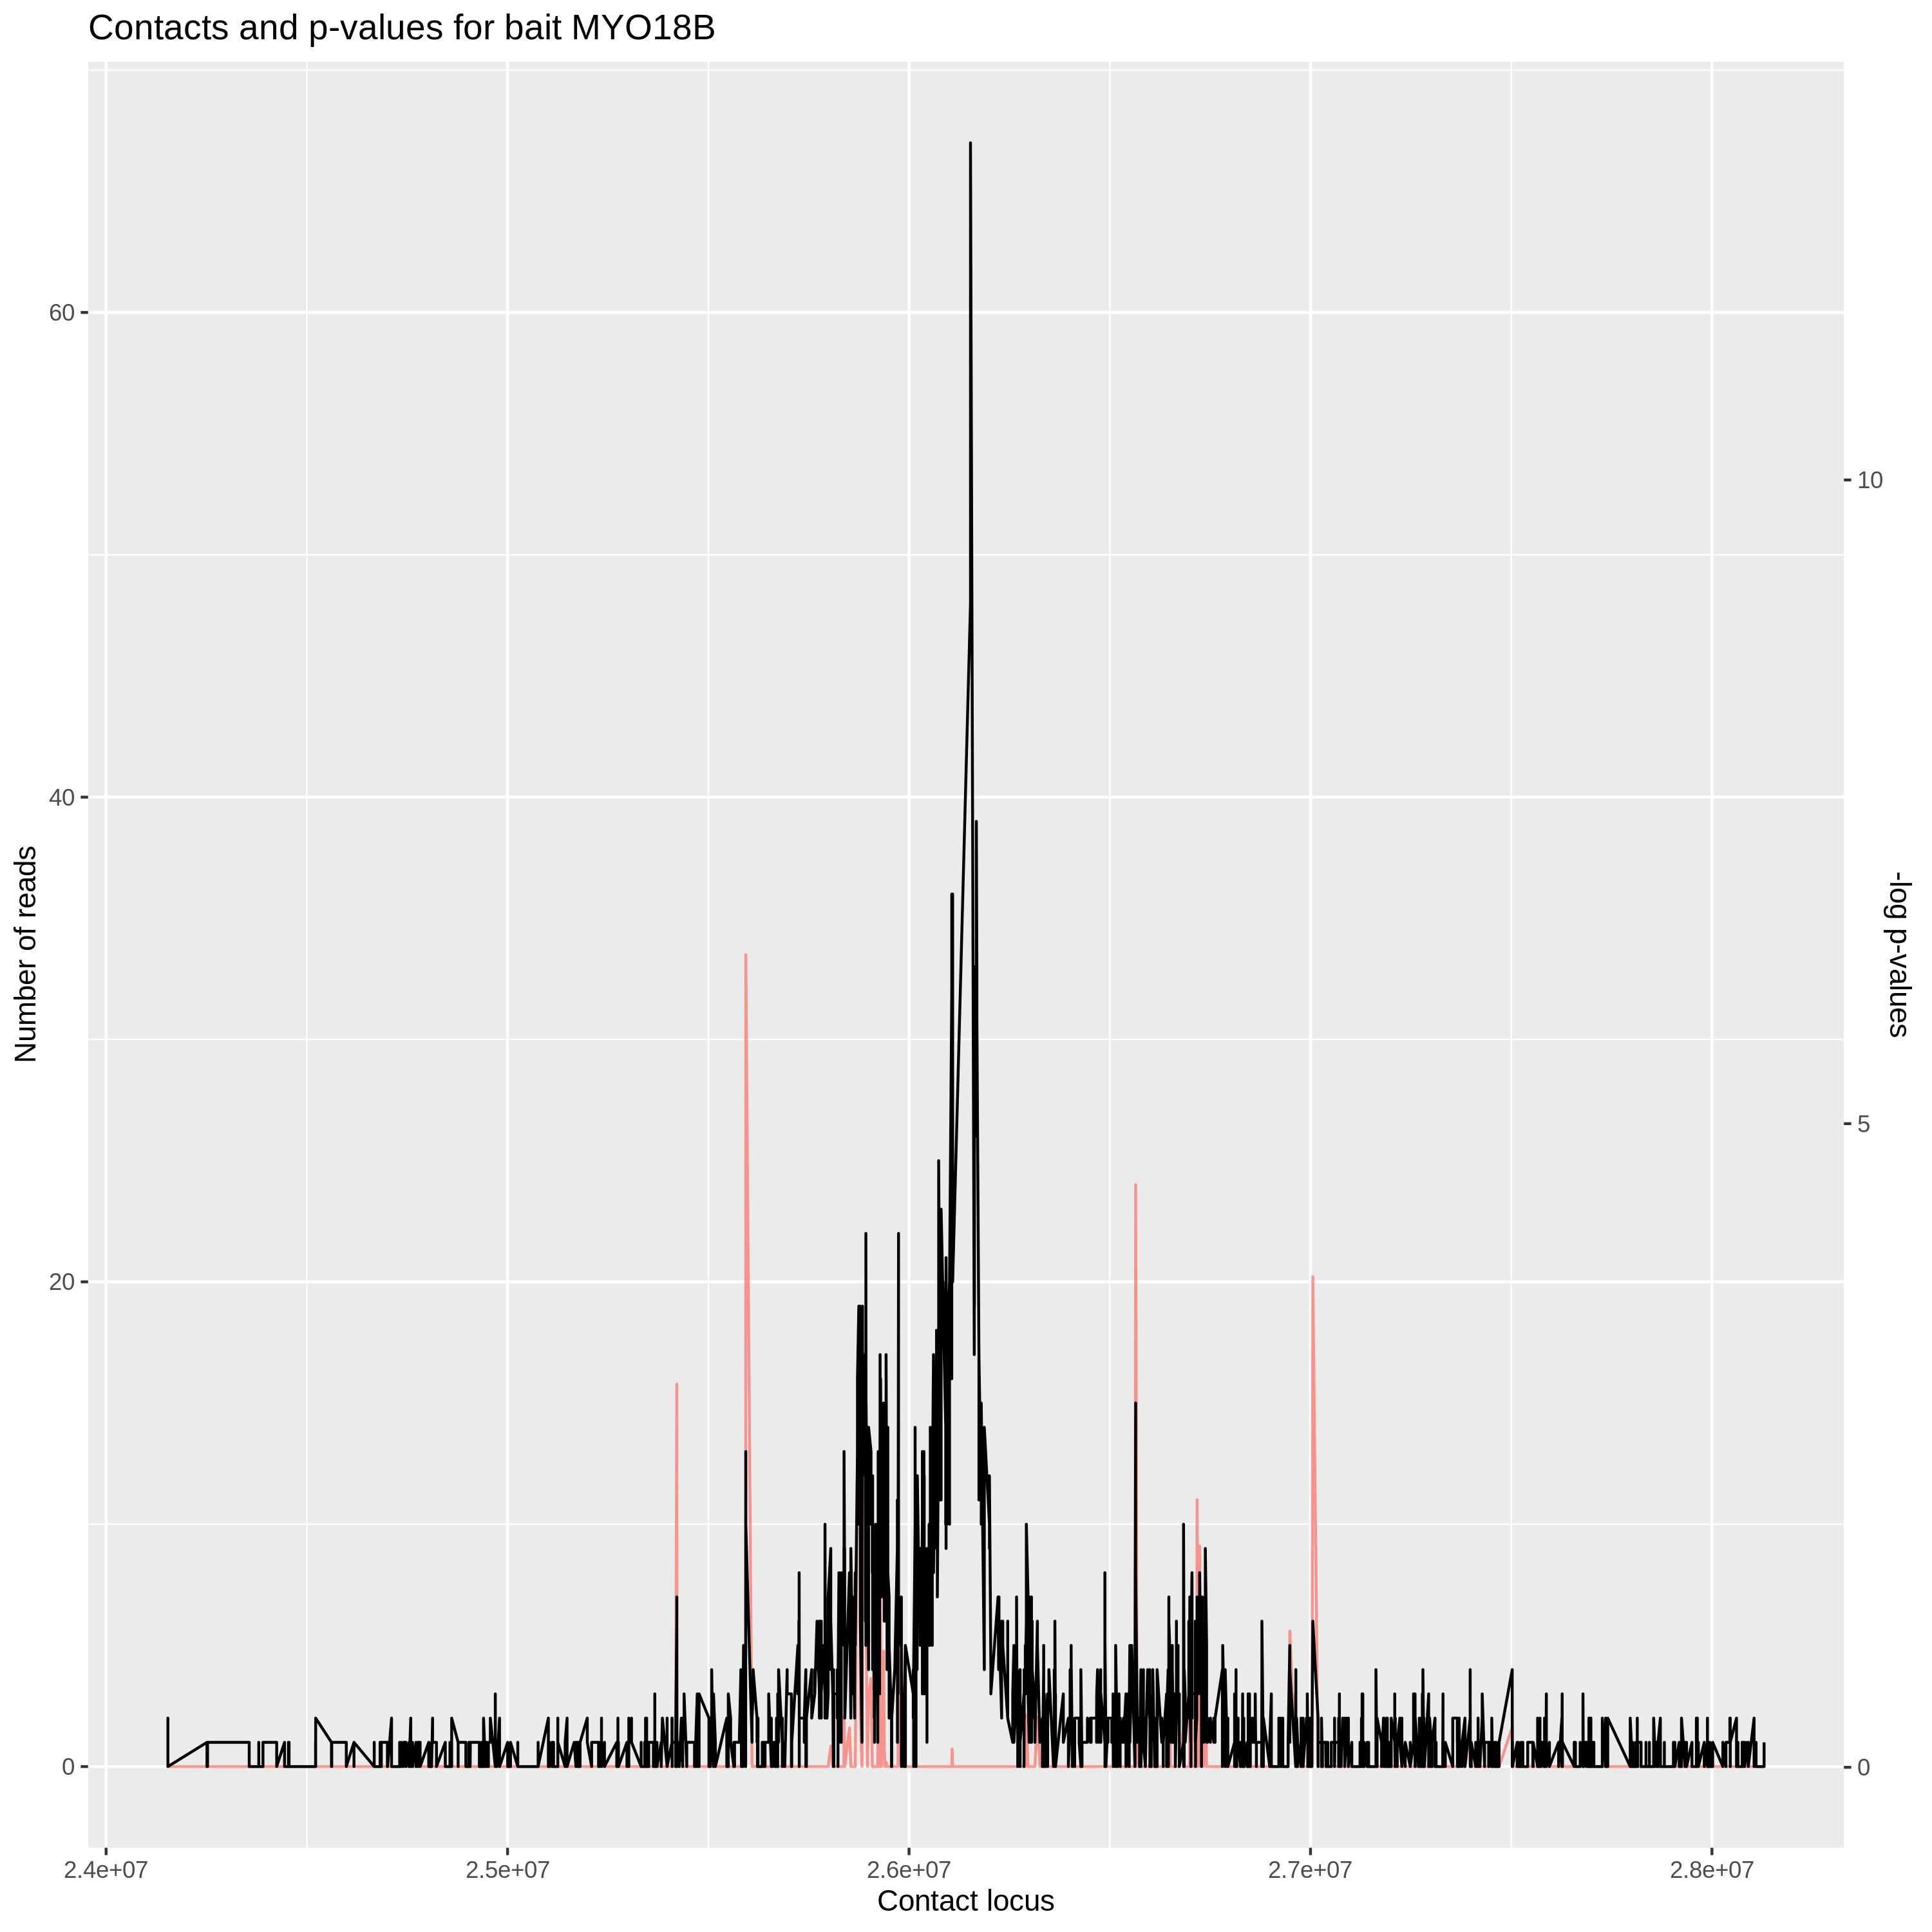 Contacts and p-values for bait MYO18B
60
40
20
0
10
5
0
Number of reads
-log p-values
2.4e+07
2.5e+07
2.6e+07
2.7e+07
2.8e+07
Contact locus